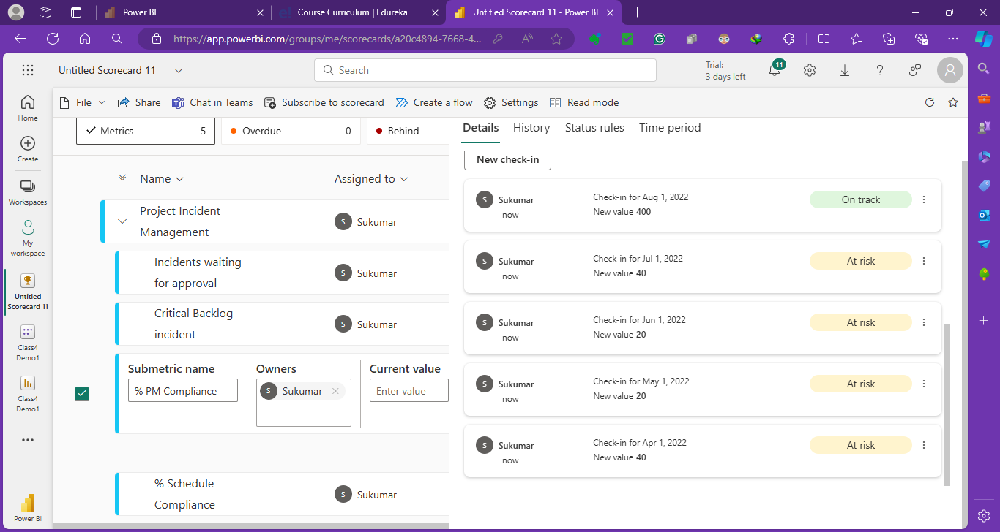 Power BI
Course Curriculum | Edureka
Untitled Scorecard 11 - Power BI
https://app.powerbi.com/groups/me/scorecards/a20c4894-7668-4...
Untitled Scorecard 11
Search
Trial:
3 days left
11
File
Share
Chat in Teams
Subscribe to scorecard
Create a flow
Settings
Read mode
Home
Create
Workspaces
My
workspace
Untitled
Scorecard 11
Class4
Demo1
Class4
Demo1
Power BI
Metrics 5
Overdue 0
Behind
Name
Assigned to
Project Incident
Management
S Sukumar
Incidents waiting
for approval
S Sukumar
Critical Backlog
incident
S Sukumar
Submetric name
Owners
Current value
% PM Compliance
S Sukumar
Enter value
% Schedule
Compliance
S Sukumar
Details
History
Status rules
Time period
New check-in
S Sukumar
now
Check-in for Aug 1, 2022
New value 400
On track
S Sukumar
now
Check-in for Jul 1, 2022
New value 40
At risk
S Sukumar
now
Check-in for Jun 1, 2022
New value 20
At risk
S Sukumar
now
Check-in for May 1, 2022
New value 20
At risk
S Sukumar
now
Check-in for Apr 1, 2022
New value 40
At risk